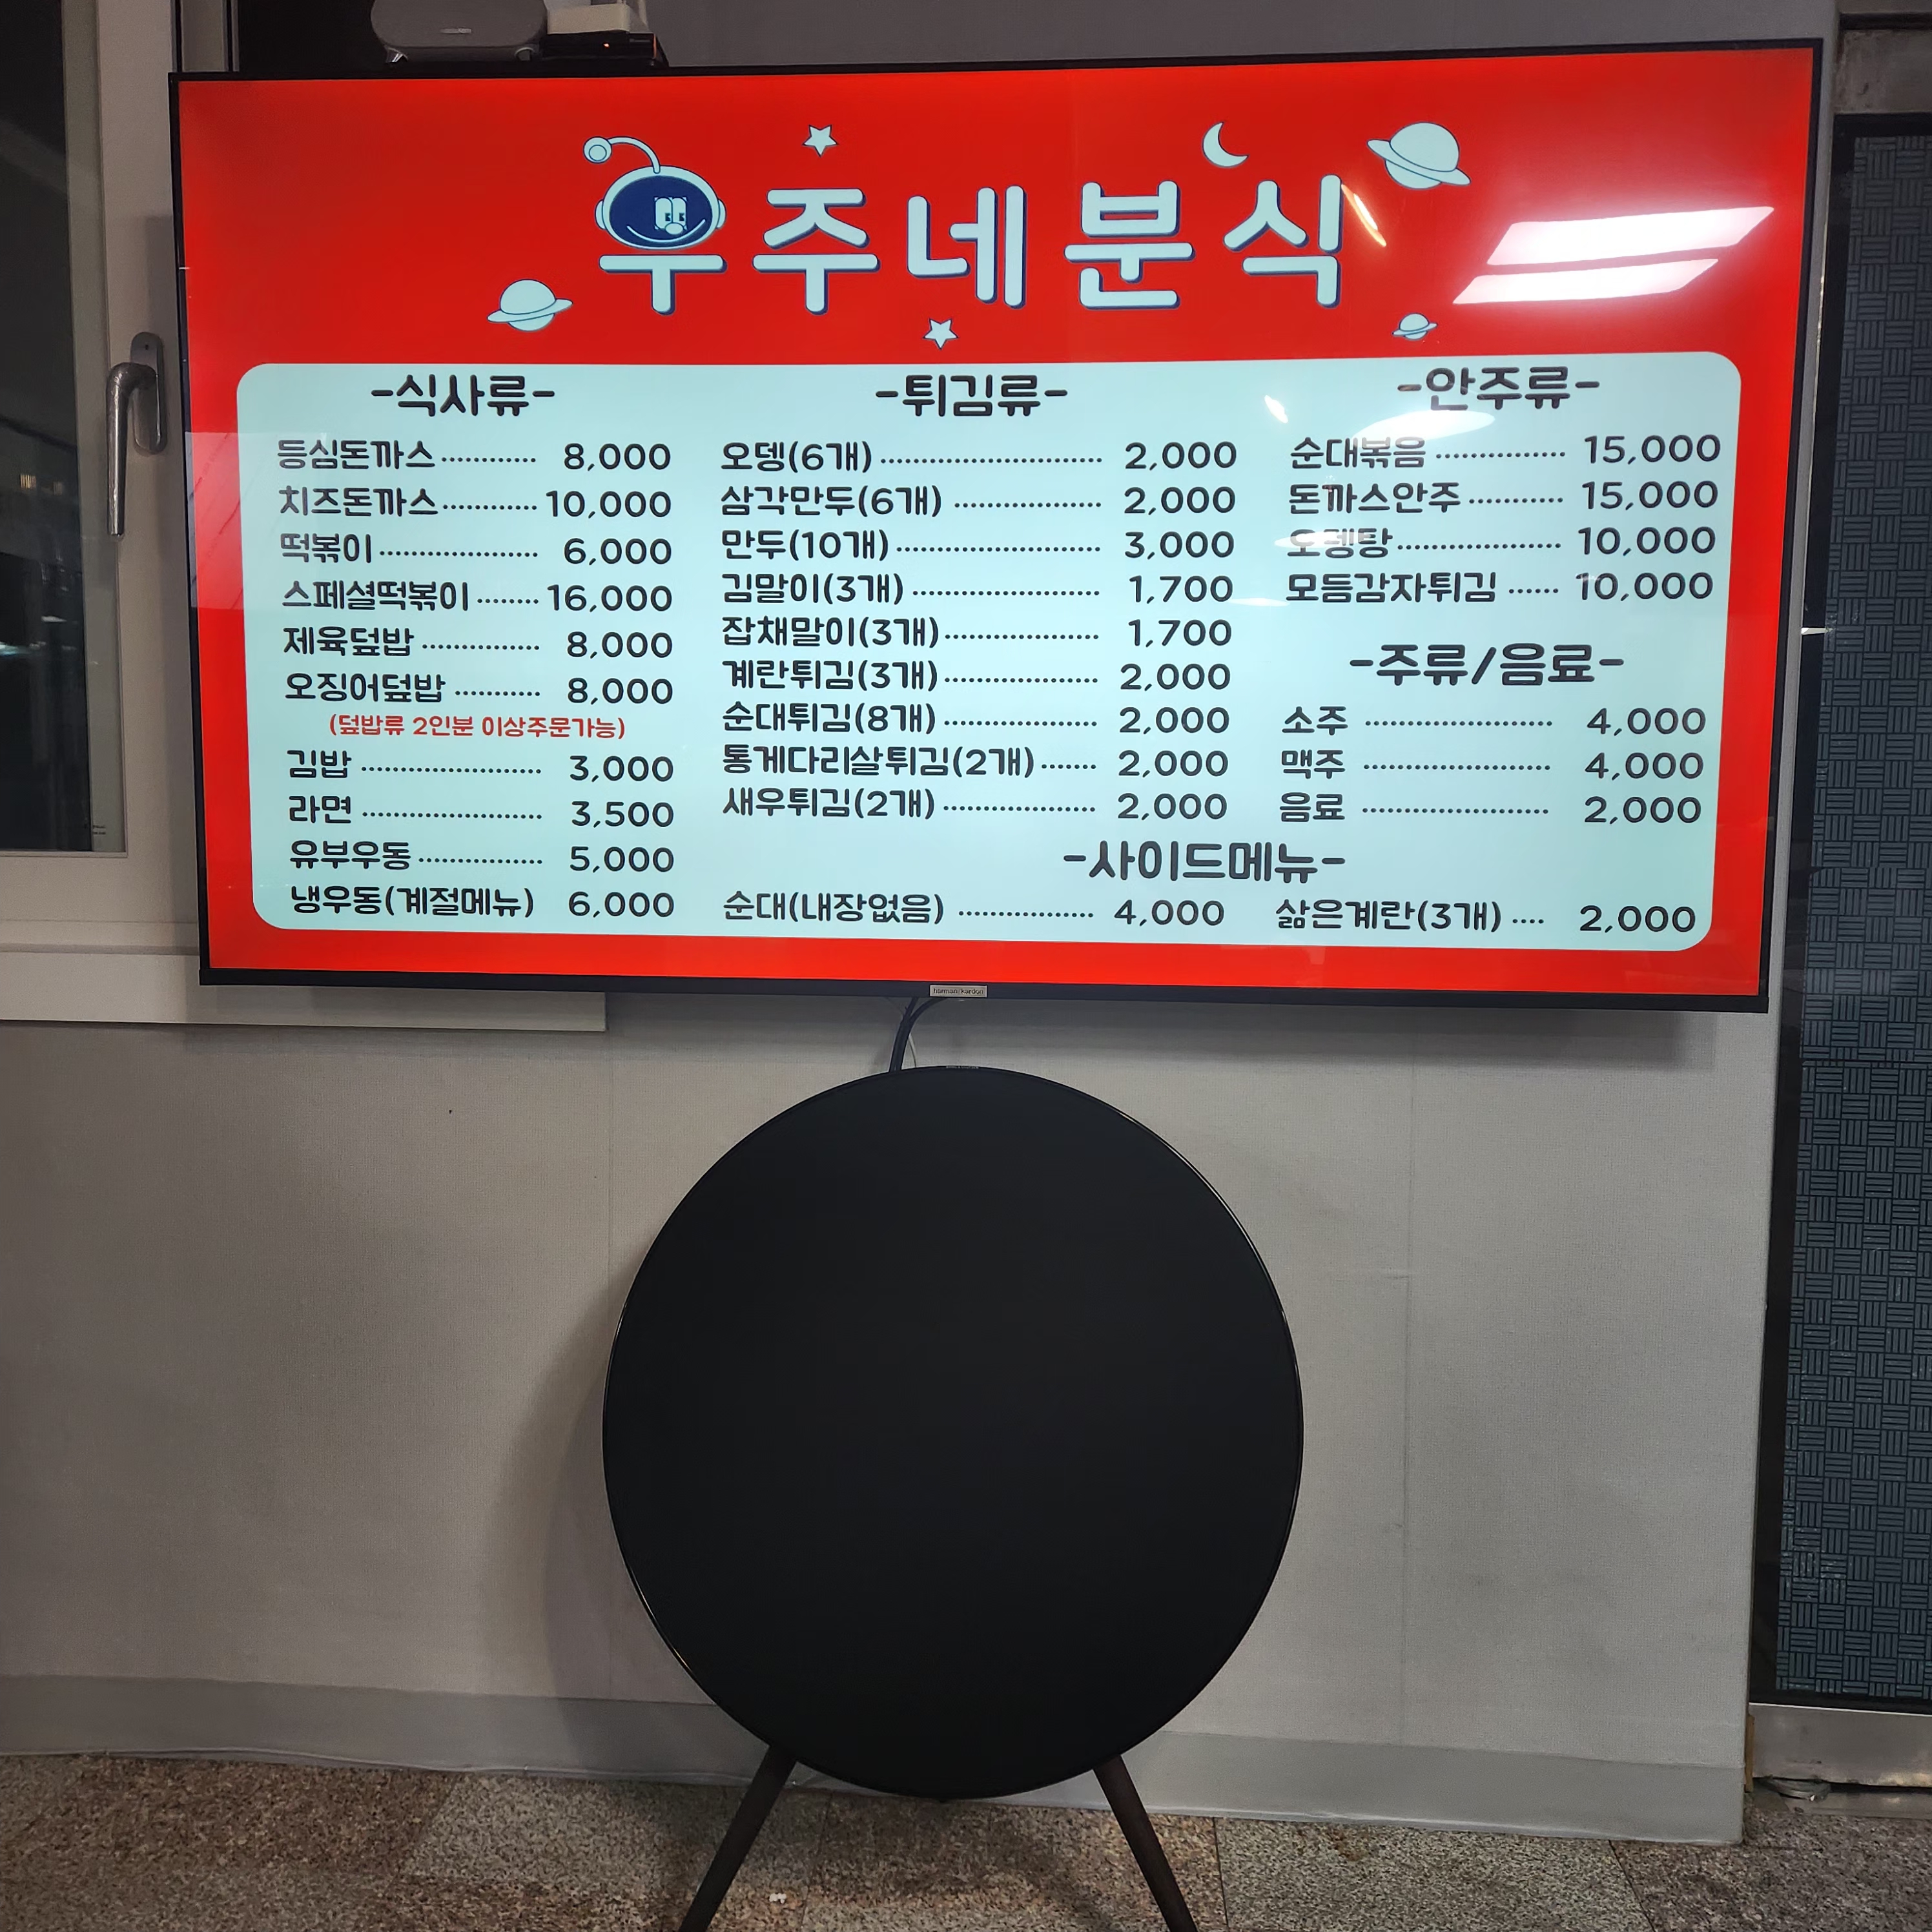 우주네분식
-식사류-
등심돈까스 ............ 8,000
치즈돈까스 ............ 10,000
떡볶이 .................... 6,000
스페셜떡볶이 ........ 16,000
제육덮밥 ............... 8,000
오징어덮밥 ........... 8,000
(덮밥류 2인분 이상주문가능)
김밥 ....................... 3,000
라면 ....................... 3,500
유부우동 ................ 5,000
냉우동(계절메뉴) 6,000
-튀김류-
오뎅(6개) ............................ 2,000
삼각만두(6개) ................... 2,000
만두(10개) .......................... 3,000
김말이(3개) ........................ 1,700
잡채말이(3개) .................... 1,700
계란튀김(3개) .................... 2,000
순대튀김(8개) .................... 2,000
통게다리살튀김(2개) ....... 2,000
새우튀김(2개) .................... 2,000
-안주류-
순대볶음 ................. 15,000
돈까스안주 ............ 15,000
오뎅탕 ..................... 10,000
모듬감자튀김 ...... 10,000
-주류/음료-
소주 ........................ 4,000
맥주 ........................ 4,000
음료 ........................ 2,000
-사이드메뉴-
순대(내장없음) ................. 4,000
삶은계란(3개) .... 2,000
harman/kardon